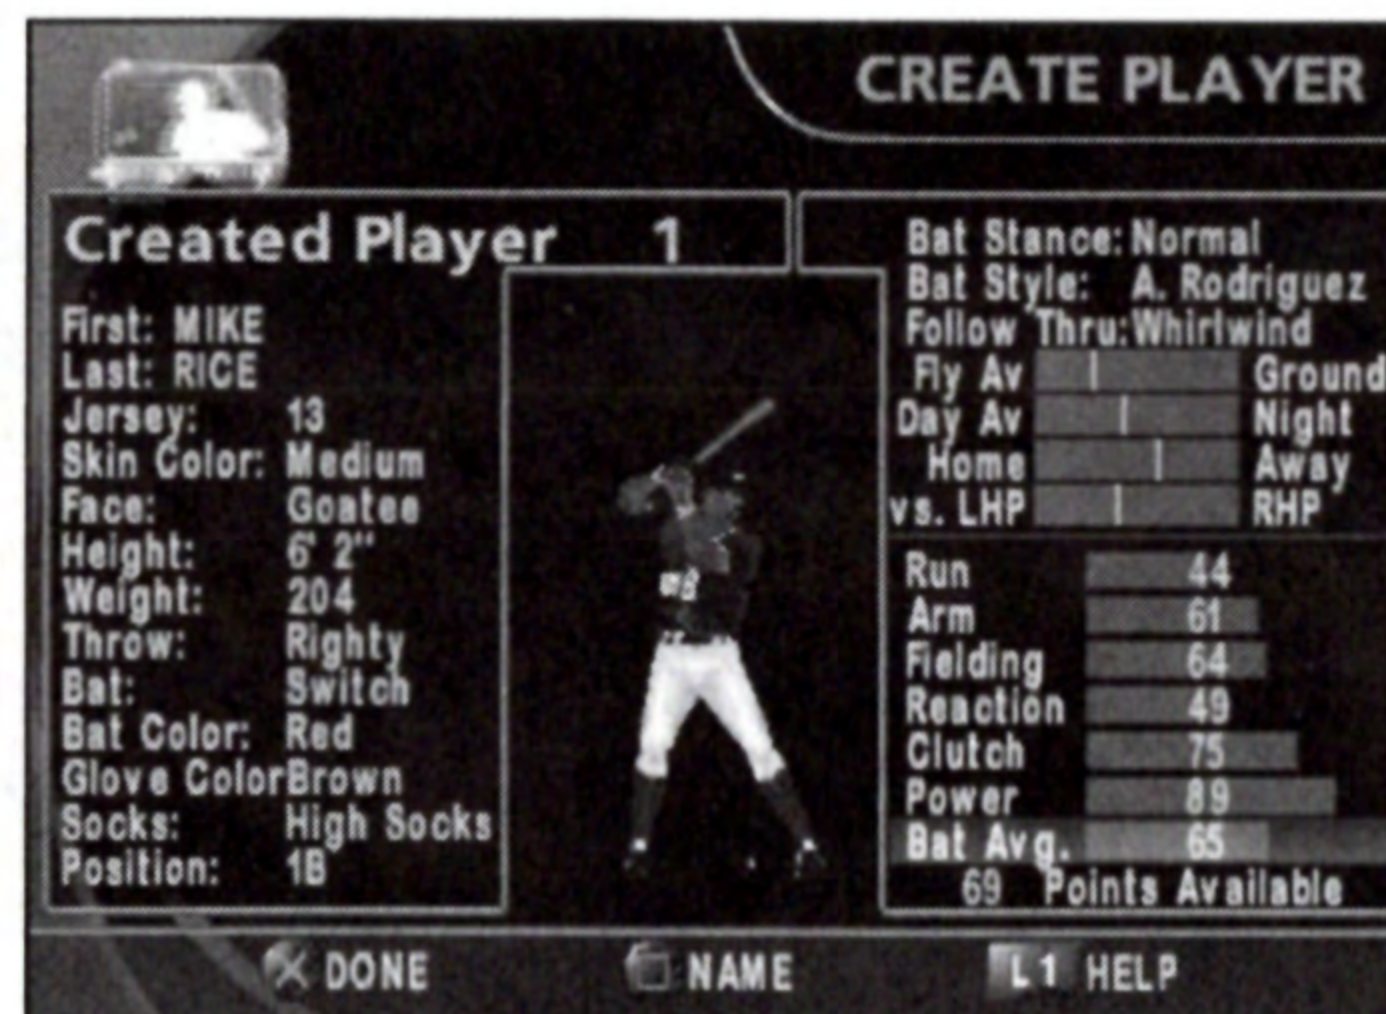 CREATE PLAYER
Created Player 1
First: MIKE
Last: RICE
Jersey: 13
Skin Color: Medium
Face: Goatee
Height: 6' 2"
Weight: 204
Throw: Righty
Bat: Switch
Bat Color: Red
Glove ColorBrown
Socks: High Socks
Position: 1B
Bat Stance: Normal
Bat Style: A. Rodriguez
Follow Thru: Whirlwind
Fly Av Ground
Day Av Night
Home Away
vs. LHP RHP
Run 44
Arm 61
Fielding 64
Reaction 49
Clutch 75
Power 89
Bat Avg. 65
69 Points Available
DONE NAME L1 HELP